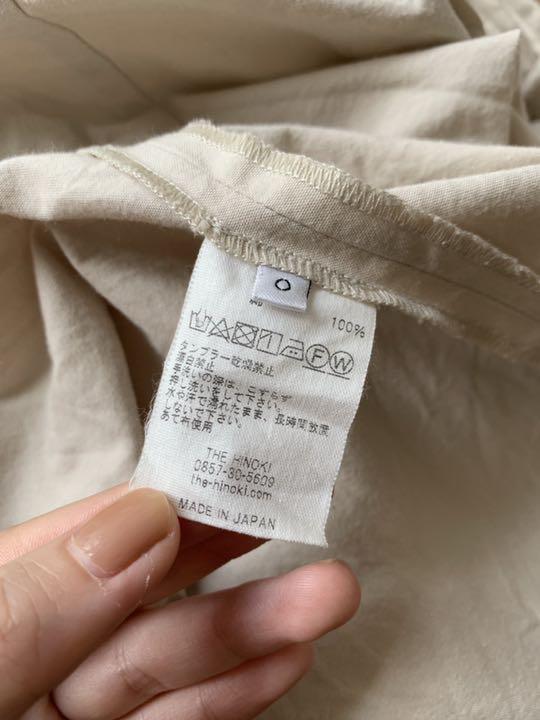 0
綿 100%
タンブラー乾燥禁止
漂白禁止
手洗いの際は、こすらず
押し洗いをして下さい。
水や汗で濡れた事、長時間放置
しないで下さい。
あて布使用
THE HINOKI
0857-30-5609
the-hinoki.com
MADE IN JAPAN